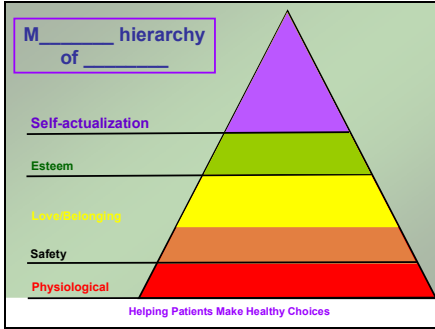 M_______ hierarchy
of ________
Self-actualization
Esteem
Love/Belonging
Safety
Physiological
Helping Patients Make Healthy Choices